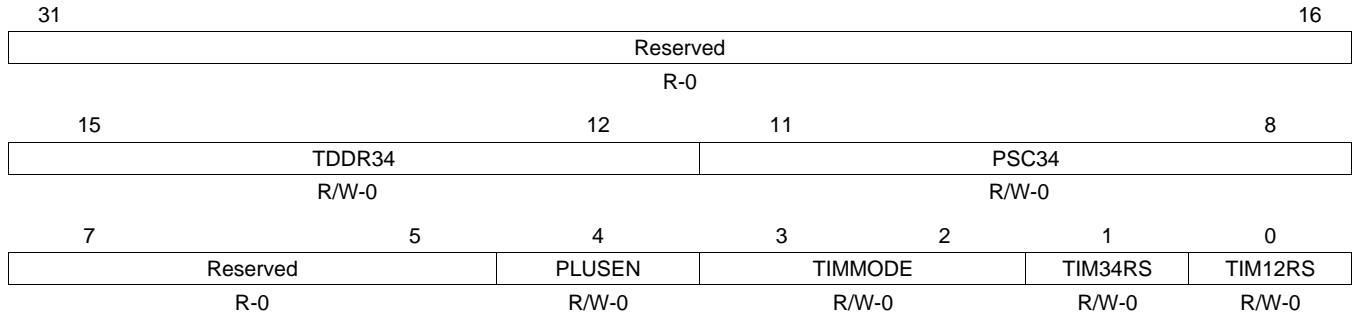 31 16
Reserved
R-0
15 12 11 8
TDDR34 PSC34
R/W-0 R/W-0
7 5 4 3 2 1 0
Reserved PLUSEN TIMMODE TIM34RS TIM12RS
R-0 R/W-0 R/W-0 R/W-0 R/W-0